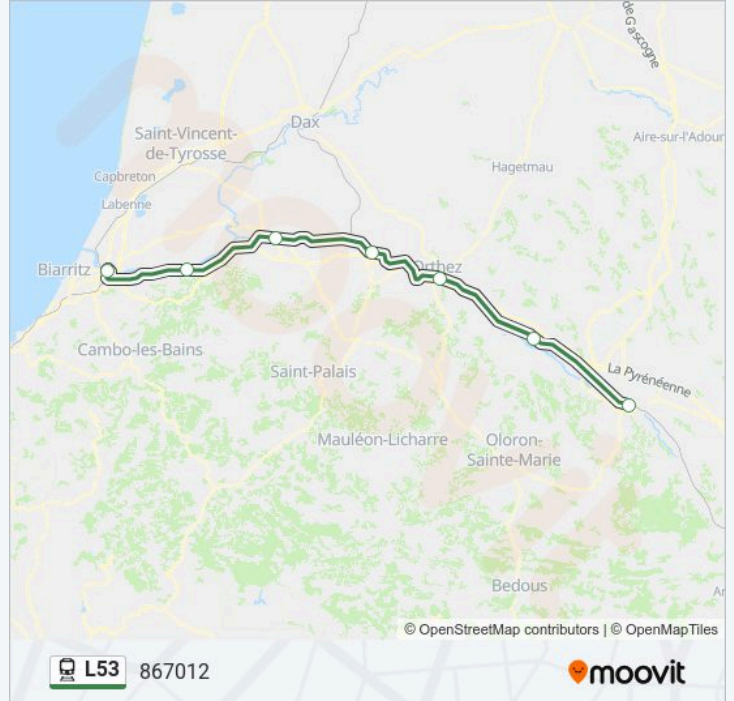 de Gascogne
Dax
Saint-Vincent-
de-Tyrosse
Aire-sur-l'Adour
Hagetmau
Capbreton
Labenne
Biarritz
Orthez
Cambo-les-Bains
Saint-Palais
La Pyrénéenne
Mauléon-Licharre
Oloron-
Sainte-Marie
Bedous
© OpenStreetMap contributors | © OpenMapTiles
L53 867012
moovit